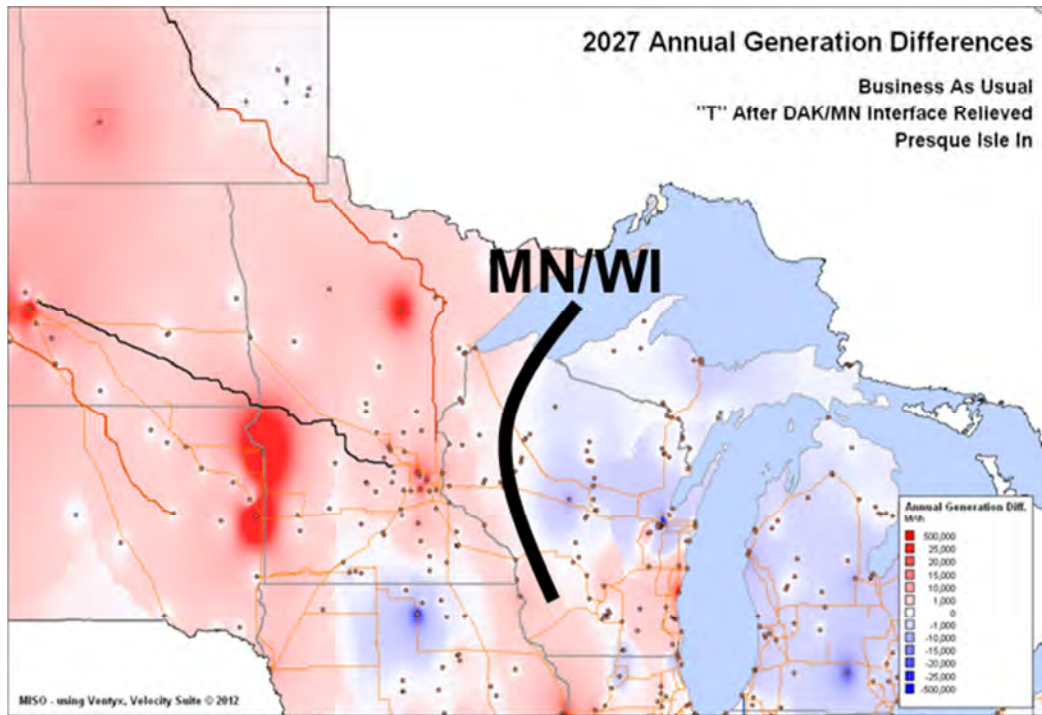 2027 Annual Generation Differences
Business As Usual
"T" After DAK/MN Interface Relieved
Presque Isle In
MN/WI
Annual Generation Diff.
MWh
500,000
25,000
20,000
15,000
10,000
1,000
0
-1,000
-10,000
-15,000
-20,000
-25,000
-500,000
MISO - using Ventyx, Velocity Suite © 2012